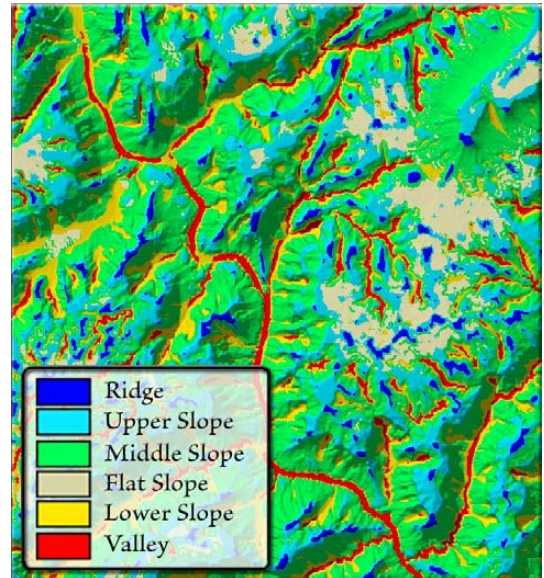 Ridge
Upper Slope
Middle Slope
Flat Slope
Lower Slope
Valley